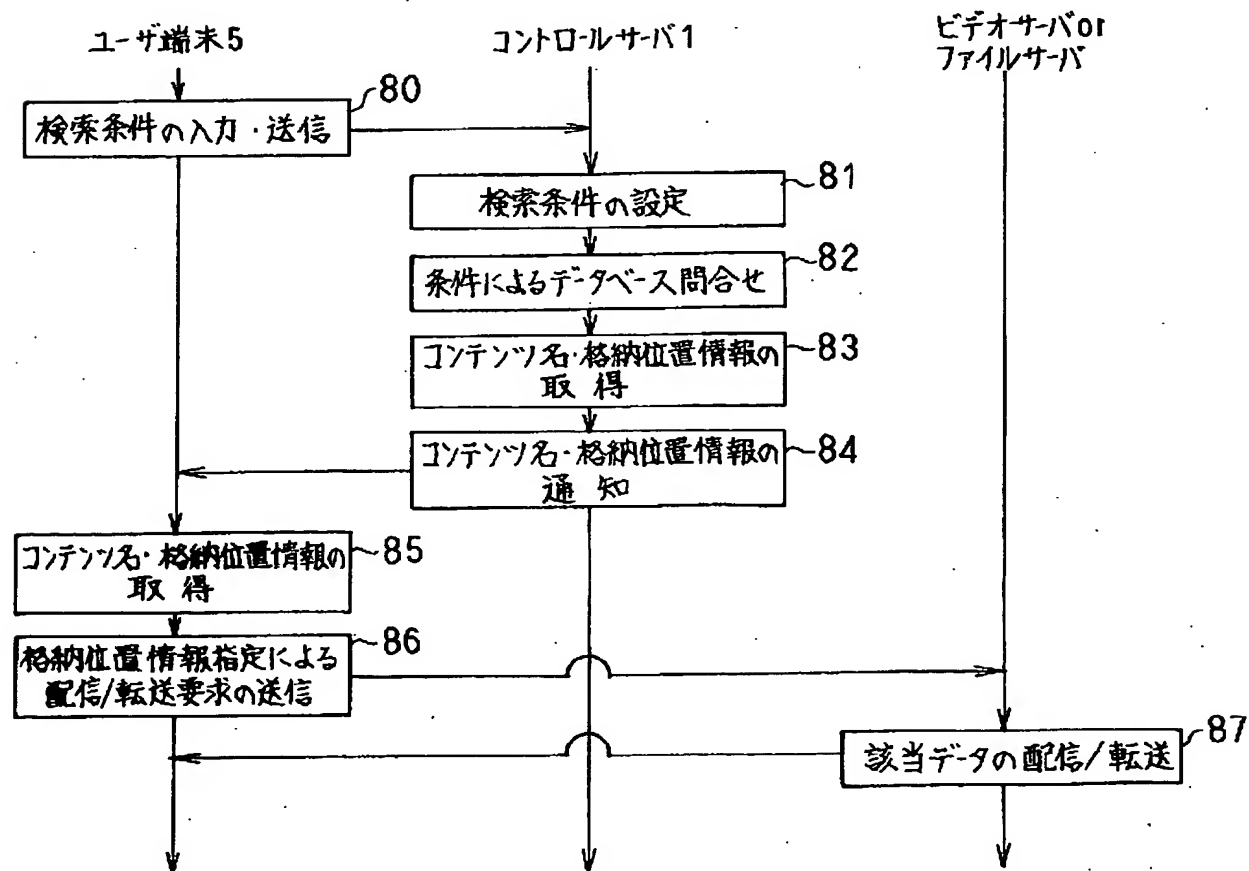 ユーザ端末5
コントロールサーバ1
ビデオサーバor
ファイルサーバ
検索条件の入力・送信
80
検索条件の設定
81
条件によるデータベース問合せ
82
コンテンツ名・格納位置情報の
取得
83
コンテンツ名・格納位置情報の
通知
84
コンテンツ名・格納位置情報の
取得
85
格納位置情報指定による
配信/転送要求の送信
86
該当データの配信/転送
87